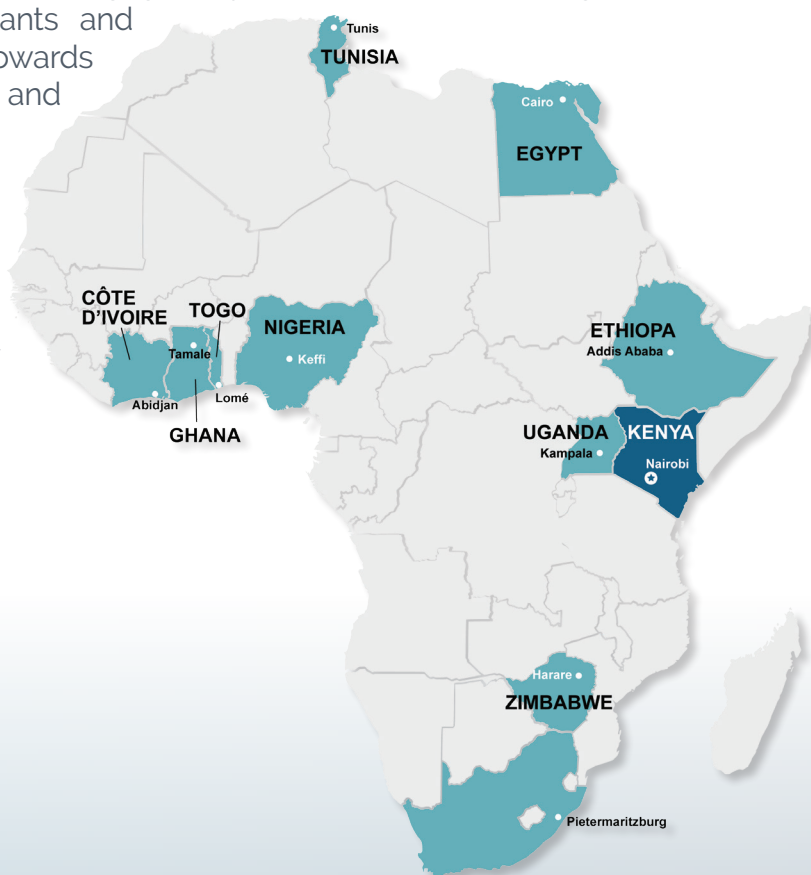 ants and
owards
and
Tunis
TUNISIA
Cairo
EGYPT
CÔTE
D'IVOIRE
TOGO
NIGERIA
Tamale
Keffi
Abidjan
Lomé
GHANA
ETHIOPA
Addis Ababa
UGANDA
Kampala
KENYA
Nairobi
Harare
ZIMBABWE
Pietermaritzburg